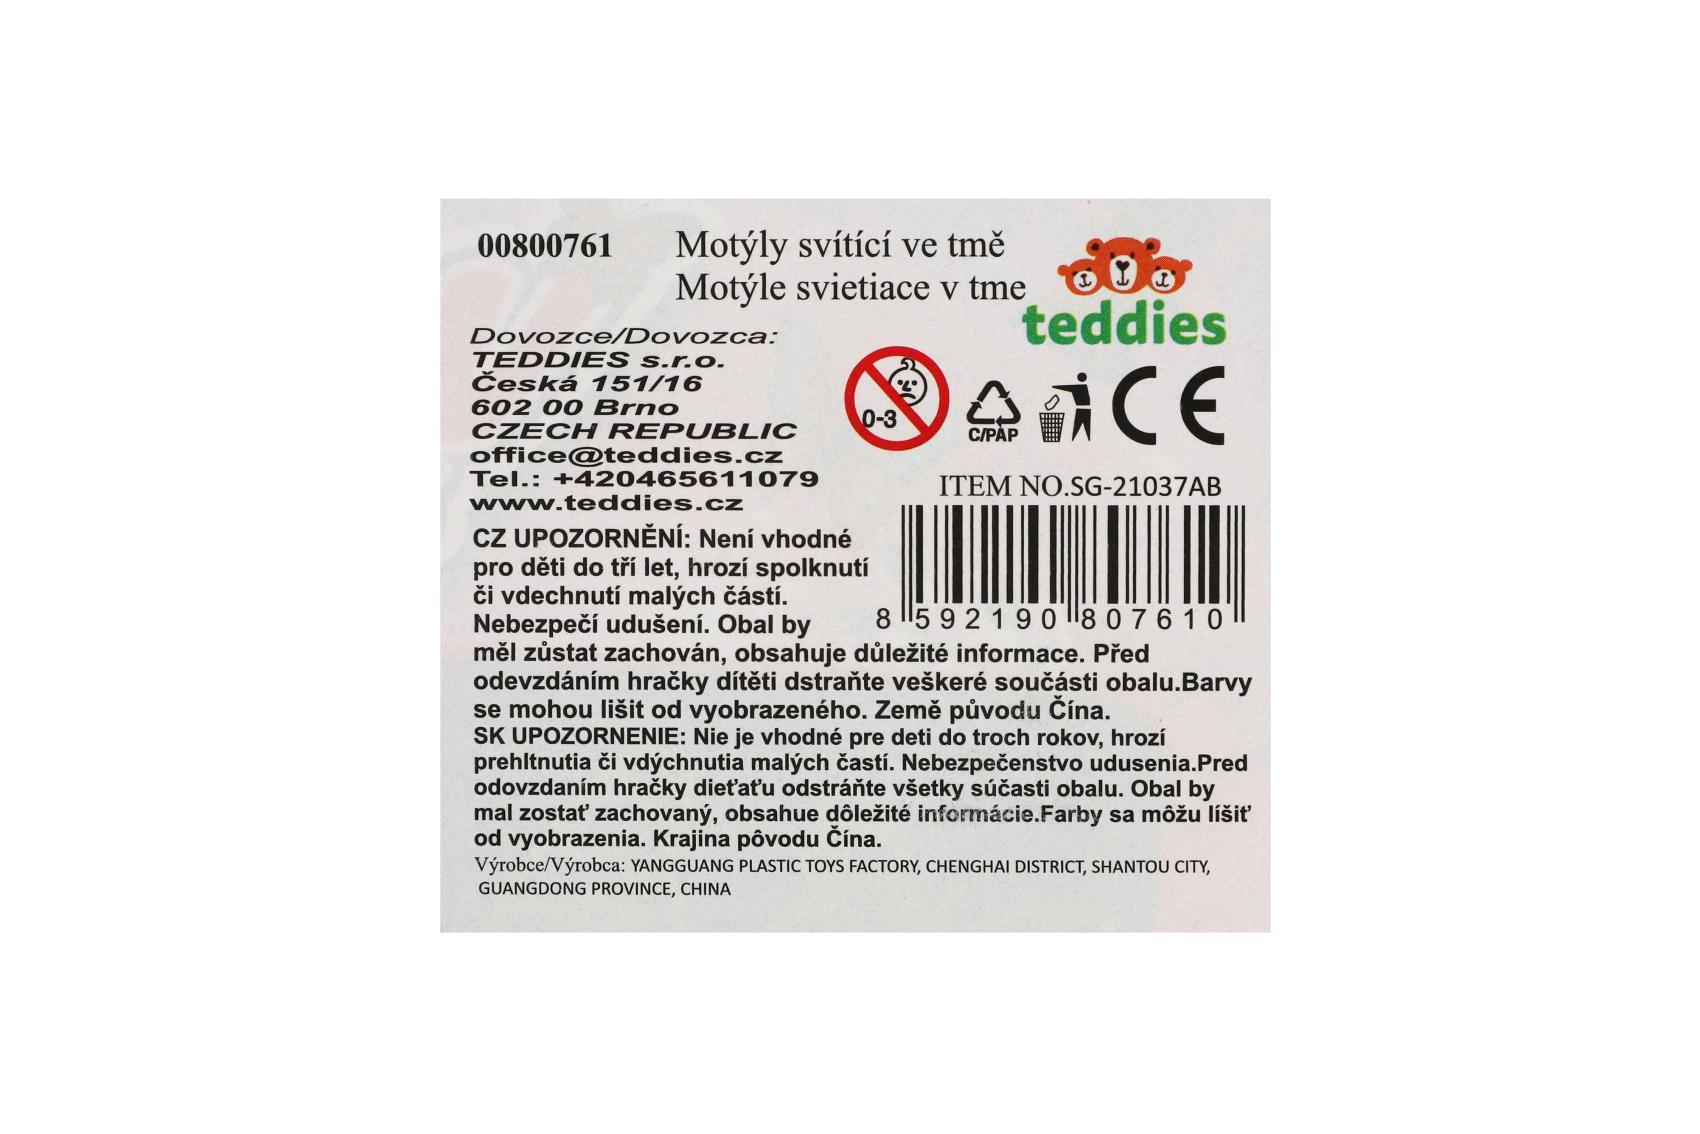 00800761
Motýly svítící ve tmě
Motýle svietiace v tme
teddies
Dovozce/Dovozca:
TEDDIES s.r.o.
Česká 151/16
602 00 Brno
CZECH REPUBLIC
office@teddies.cz
Tel.: +420465611079
www.teddies.cz
0-3
C/PAP
CE
ITEM NO.SG-21037AB
8 592190 807610
CZ UPOZORNĚNÍ: Není vhodné
pro děti do tří let, hrozí spolknutí
či vdechnutí malých částí.
Nebezpečí udušení. Obal by
měl zůstat zachován, obsahuje důležité informace. Před
odevzdáním hračky dítěti dstraňte veškeré součásti obalu.Barvy
se mohou lišit od vyobrazeného. Země původu Čína.
SK UPOZORNENIE: Nie je vhodné pre deti do troch rokov, hrozí
prehltnutia či vdýchnutia malých častí. Nebezpečenstvo udusenia.Pred
odovzdaním hračky dieťaťu odstráňte všetky súčasti obalu. Obal by
mal zostať zachovaný, obsahue dôležité informácie.Farby sa môžu líšiť
od vyobrazenia. Krajina pôvodu Čína.
Výrobce/Výrobca: YANGGUANG PLASTIC TOYS FACTORY, CHENGHAI DISTRICT, SHANTOU CITY,
GUANGDONG PROVINCE, CHINA